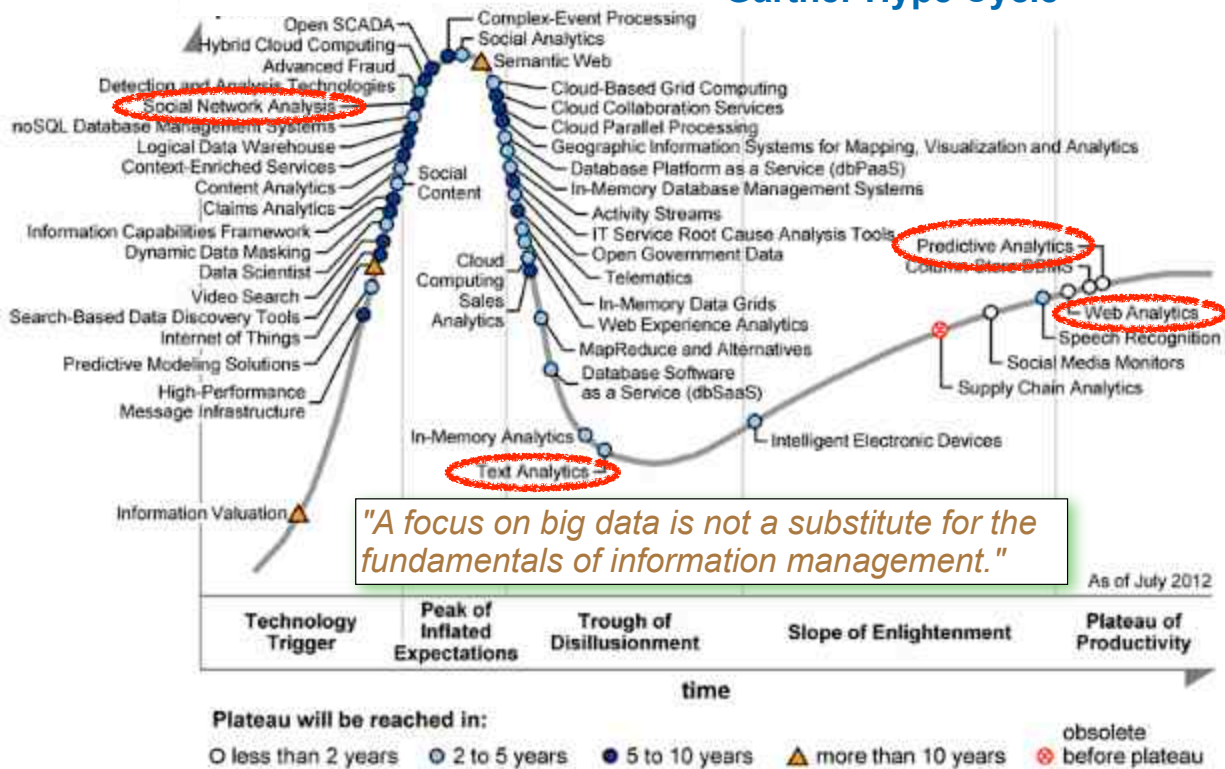 Gartner Hype Cycle
Open SCADA
Hybrid Cloud Computing
Advanced Fraud
Detection and Analysis Technologies
Social Network Analysis
noSQL Database Management Systems
Logical Data Warehouse
Context-Enriched Services
Content Analytics
Claims Analytics
Information Capabilities Framework
Dynamic Data Masking
Data Scientist
Video Search
Search-Based Data Discovery Tools
Internet of Things
Predictive Modeling Solutions
High-Performance
Message Infrastructure
Information Valuation
Complex-Event Processing
Social Analytics
Semantic Web
Social
Content
Cloud
Computing
Sales
Analytics
Cloud-Based Grid Computing
Cloud Collaboration Services
Cloud Parallel Processing
Geographic Information Systems for Mapping, Visualization and Analytics
Database Platform as a Service (dbPaaS)
In-Memory Database Management Systems
Activity Streams
IT Service Root Cause Analysis Tools
Open Government Data
Telematics
In-Memory Data Grids
Web Experience Analytics
MapReduce and Alternatives
Database Software
as a Service (dbSaaS)
In-Memory Analytics
Text Analytics
Predictive Analytics
Column-Store DBMS
Web Analytics
Speech Recognition
Social Media Monitors
Supply Chain Analytics
Intelligent Electronic Devices
"A focus on big data is not a substitute for the
fundamentals of information management."
As of July 2012
Technology
Trigger
Peak of
Inflated
Expectations
Trough of
Disillusionment
Slope of Enlightenment
Plateau of
Productivity
time
Plateau will be reached in:
less than 2 years
2 to 5 years
5 to 10 years
more than 10 years
obsolete
before plateau